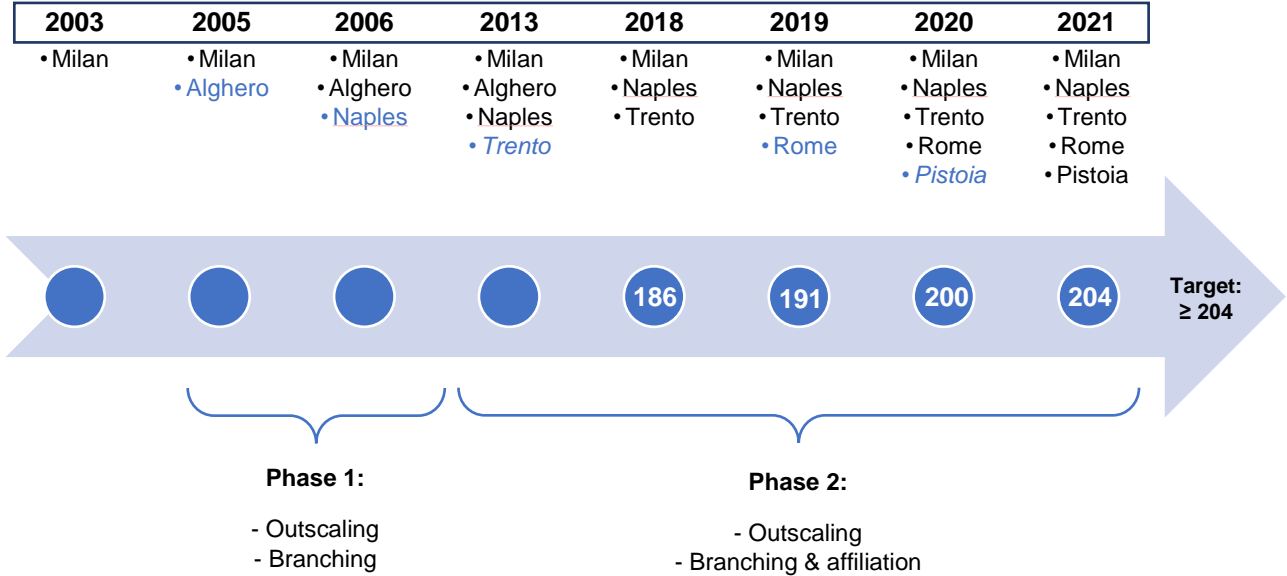 2003 2005 2006 2013 2018 2019 2020 2021
• Milan • Milan • Milan • Milan • Milan • Milan • Milan • Milan
• Alghero • Alghero • Alghero • Naples • Naples • Naples • Naples
• Naples • Naples • Trento • Trento • Trento • Trento
• Trento • Rome • Rome • Rome
• Pistoia • Pistoia
186 191 200 204
Target:
≥ 204
Phase 1:
- Outscaling
- Branching
Phase 2:
- Outscaling
- Branching & affiliation